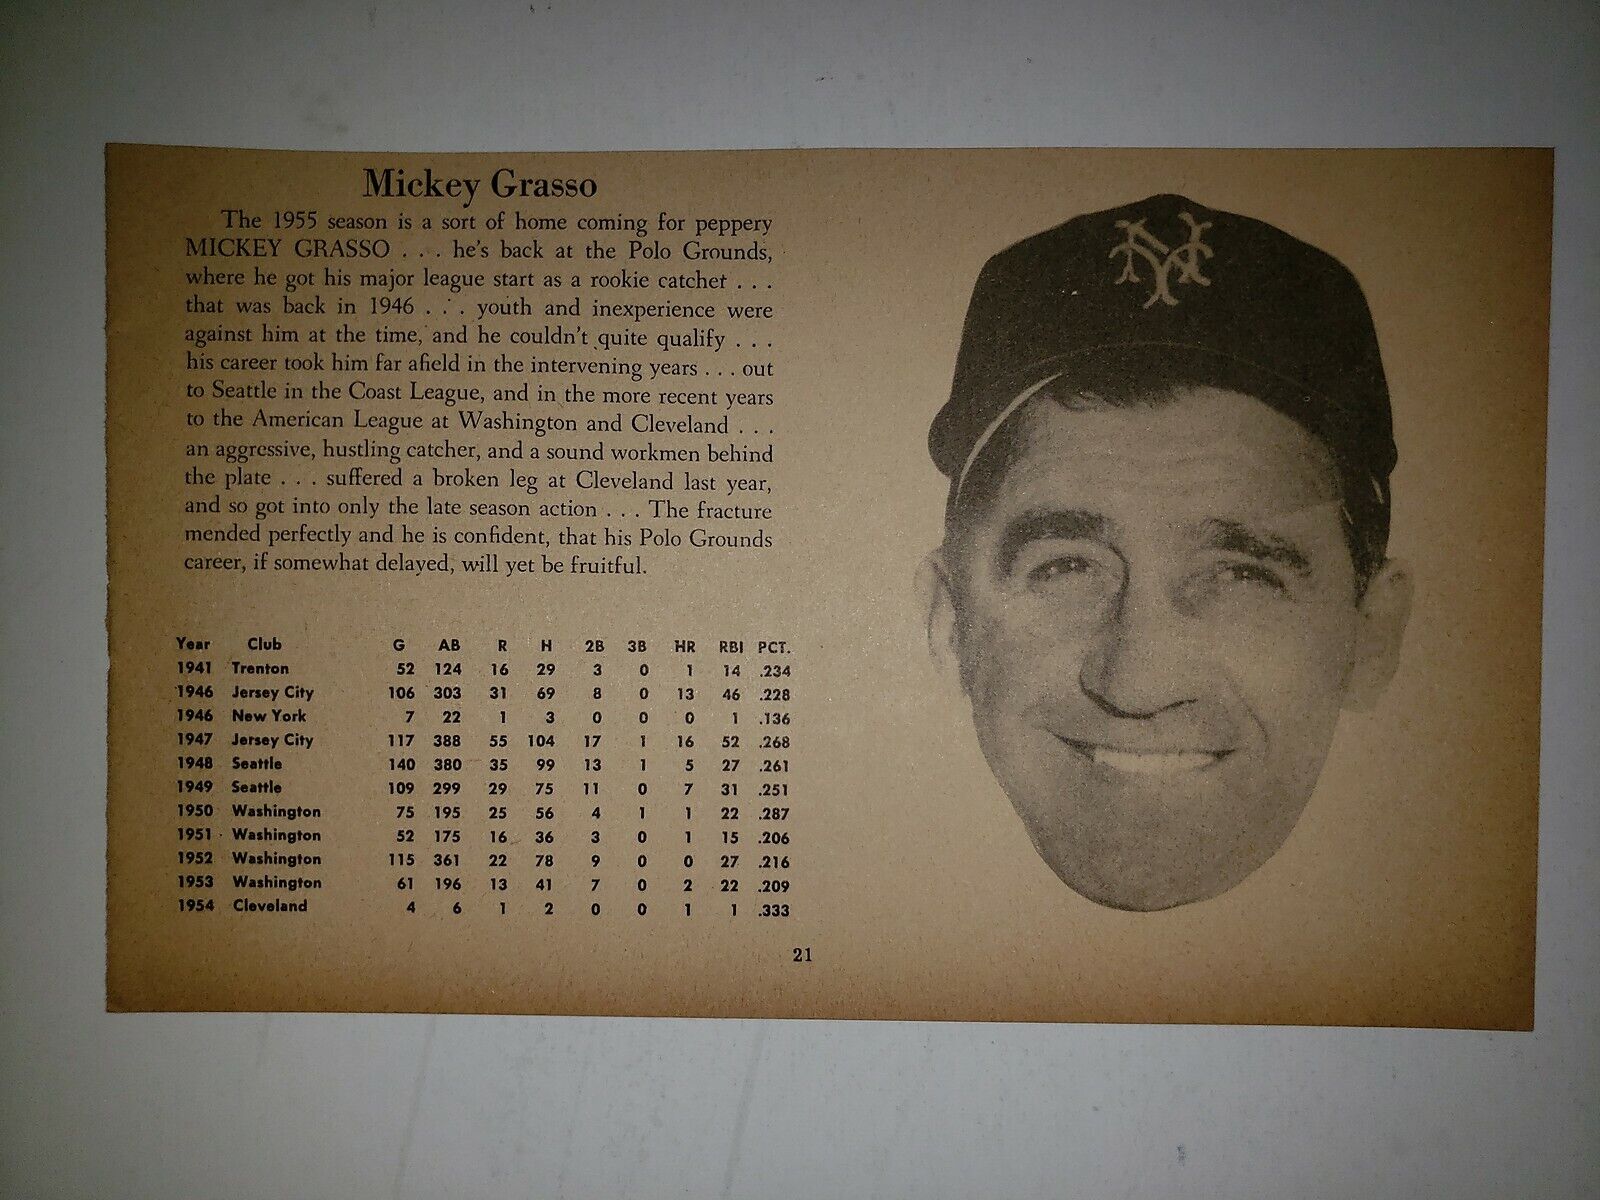 Mickey Grasso
The 1955 season is a sort of home coming for peppery
MICKEY GRASSO . . . he's back at the Polo Grounds,
where he got his major league start as a rookie catcher . . .
that was back in 1946 . . . youth and inexperience were
against him at the time, and he couldn't quite qualify . . .
his career took him far afield in the intervening years . . . out
to Seattle in the Coast League, and in the more recent years
to the American League at Washington and Cleveland . . .
an aggressive, hustling catcher, and a sound workmen behind
the plate . . . suffered a broken leg at Cleveland last year,
and so got into only the late season action . . . The fracture
mended perfectly and he is confident, that his Polo Grounds
career, if somewhat delayed, will yet be fruitful.
Year Club G AB R H 2B 3B HR RBI PCT.
1941 Trenton 52 124 16 29 3 0 1 14 .234
1946 Jersey City 106 303 31 69 8 0 13 46 .228
1946 New York 7 22 1 3 0 0 0 1 .136
1947 Jersey City 117 388 55 104 17 1 16 52 .268
1948 Seattle 140 380 35 99 13 1 5 27 .261
1949 Seattle 109 299 29 75 11 0 7 31 .251
1950 Washington 75 195 25 56 4 1 1 22 .287
1951 Washington 52 175 16 36 3 0 1 15 .206
1952 Washington 115 361 22 78 9 0 0 27 .216
1953 Washington 61 196 13 41 7 0 2 22 .209
1954 Cleveland 4 6 1 2 0 0 1 1 .333
21
NY